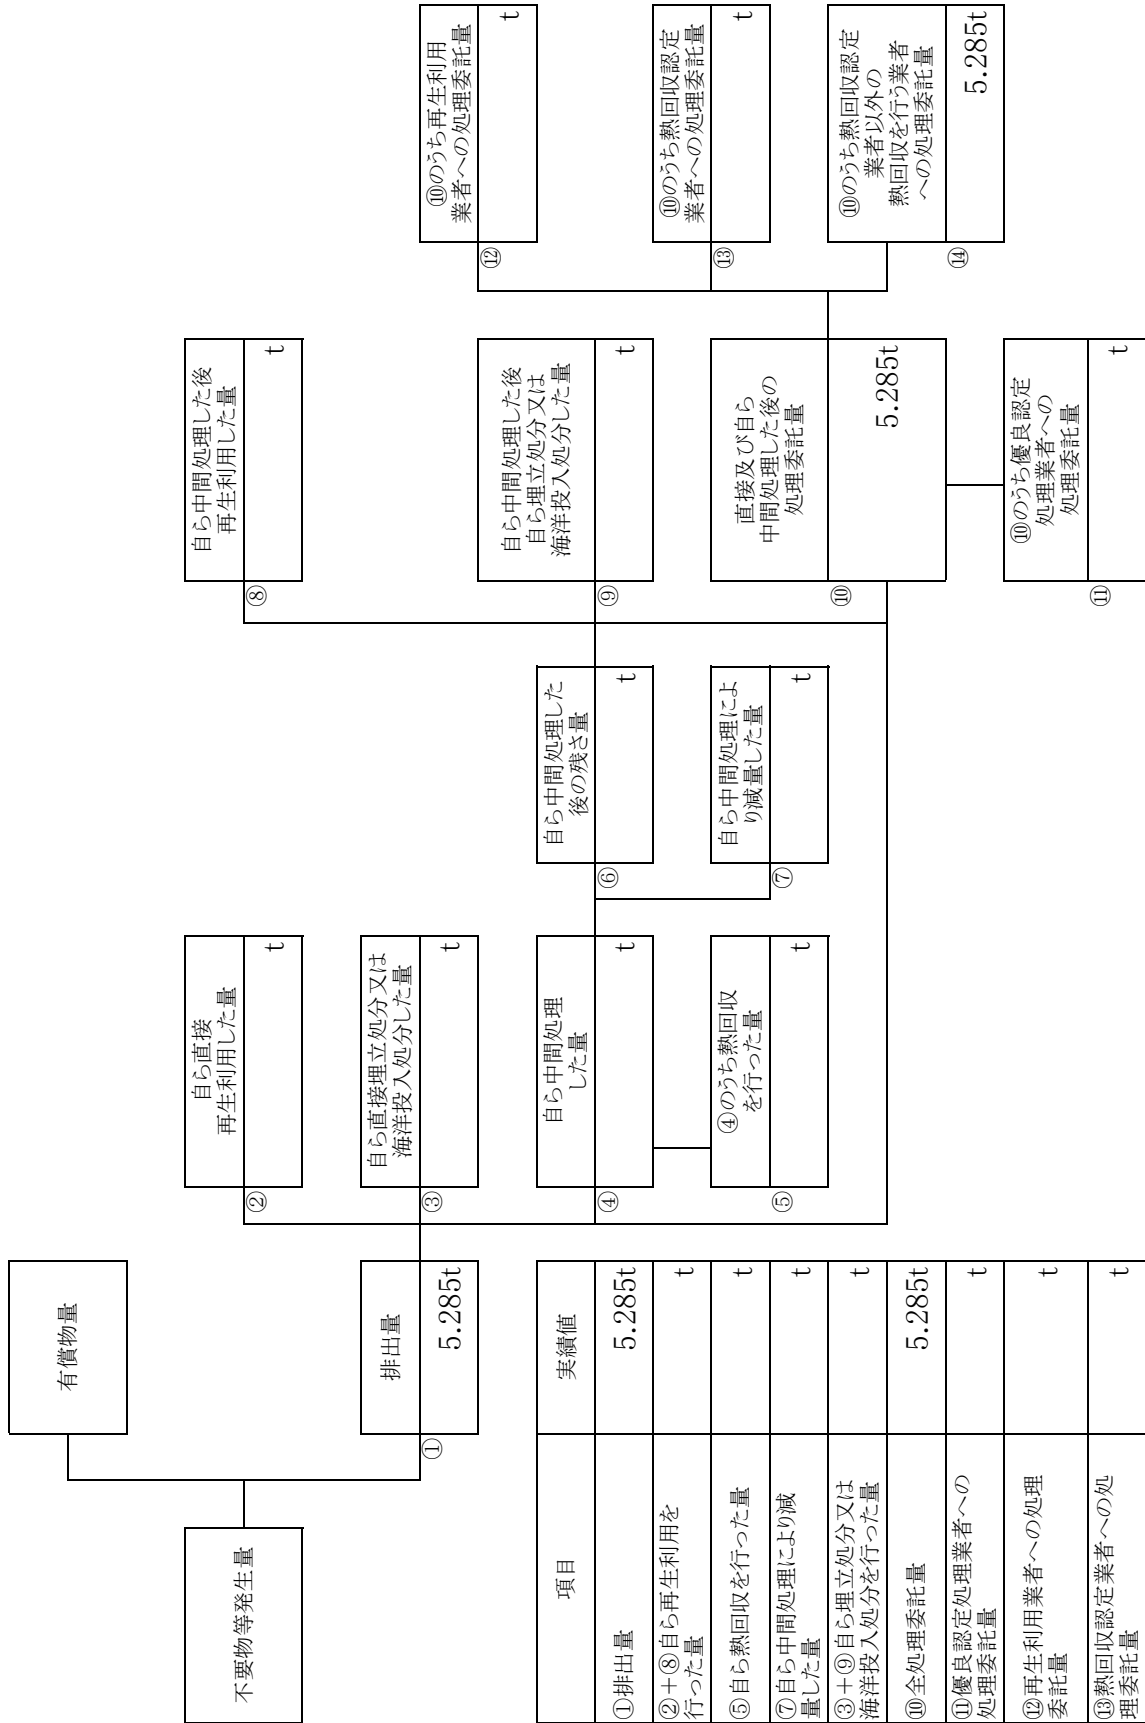 有償物量
不要物等発生量
①
排出量
5.285t
②
自ら直接
再生利用した量
t
③
自ら直接埋立処分又は
海洋投入処分した量
t
④
自ら中間処理
した量
t
⑤
④のうち熱回収
を行った量
t
⑥
自ら中間処理した
後の残さ量
t
⑦
自ら中間処理によ
り減量した量
t
⑧
自ら中間処理した後
再生利用した量
t
⑨
自ら中間処理した後
自ら埋立処分又は
海洋投入処分した量
t
⑩
直接及び自ら
中間処理した後の
処理委託量
5.285t
⑪
⑩のうち優良認定
処理業者への
処理委託量
t
⑫
⑩のうち再生利用
業者への処理委託量
t
⑬
⑩のうち熱回収認定
業者への処理委託量
t
⑭
⑩のうち熱回収認定
業者以外の
熱回収を行う業者
への処理委託量
5.285t
項目 実績値
①排出量 5.285t
②+⑧自ら再生利用を
行った量 t
⑤自ら熱回収を行った量 t
⑦自ら中間処理により減
量した量 t
③+⑨自ら埋立処分又は
海洋投入処分を行った量 t
⑩全処理委託量 5.285t
⑪優良認定処理業者への
処理委託量 t
⑫再生利用業者への処理
委託量 t
⑬熱回収認定業者への処
理委託量 t